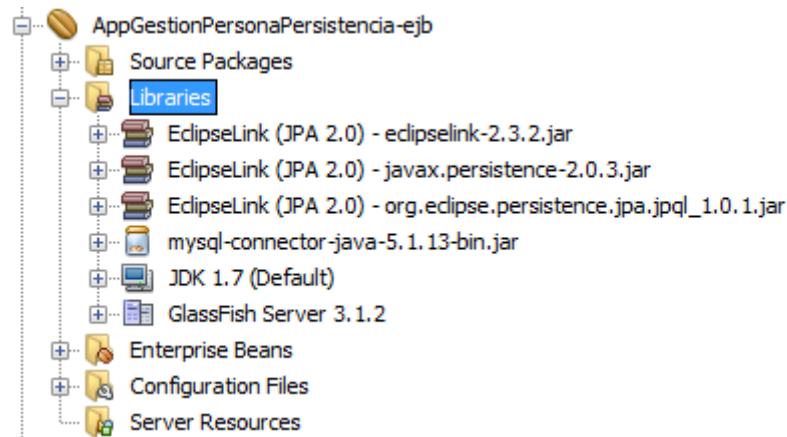 AppGestionPersonaPersistencia-ejb
Source Packages
Libraries
EclipseLink (JPA 2.0) - eclipselink-2.3.2.jar
EclipseLink (JPA 2.0) - javax.persistence-2.0.3.jar
EclipseLink (JPA 2.0) - org.eclipse.persistence.jpa.jpql_1.0.1.jar
mysql-connector-java-5.1.13-bin.jar
JDK 1.7 (Default)
GlassFish Server 3.1.2
Enterprise Beans
Configuration Files
Server Resources